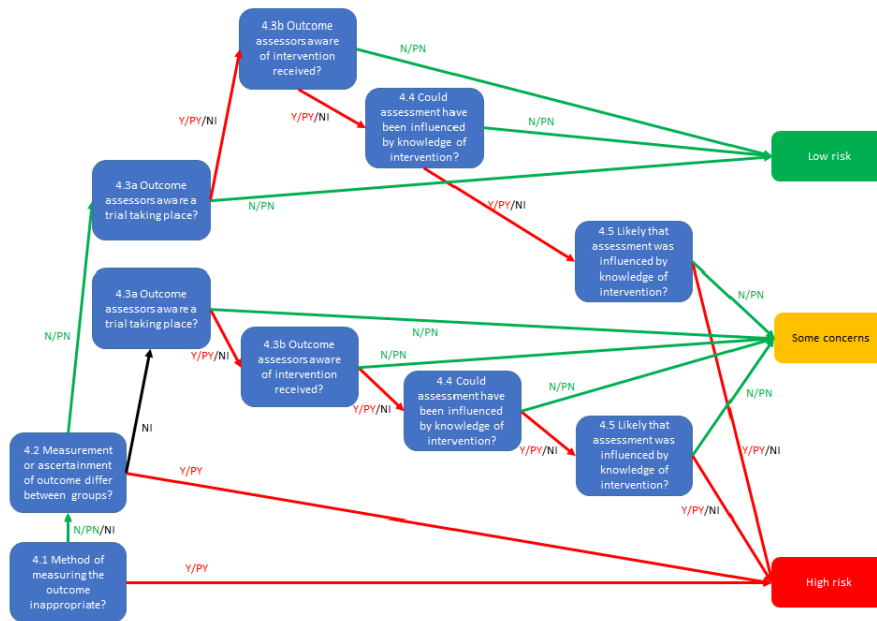 4.3b Outcome
assessors aware
of intervention
received?
N/PN
4.4 Could
assessment have
been influenced
by knowledge of
intervention?
Y/PY/NI
Y/PY/NI
N/PN
Low risk
4.3a Outcome
assessors aware a
trial taking place?
N/PN
Y/PY/NI
4.5 Likely that
assessment was
influenced by
knowledge of
intervention?
4.3a Outcome
assessors aware a
trial taking place?
N/PN
N/PN
N/PN
Y/PY/NI
4.3b Outcome
assessors aware
of intervention
received?
N/PN
Some concerns
4.4 Could
assessment have
been influenced
by knowledge of
intervention?
N/PN
N/PN
Y/PY/NI
NI
4.5 Likely that
assessment was
influenced by
knowledge of
intervention?
Y/PY/NI
Y/PY/NI
4.2 Measurement
or ascertainment
of outcome differ
between groups?
Y/PY
Y/PY/NI
N/PN/NI
4.1 Method of
measuring the
outcome
inappropriate?
Y/PY
High risk